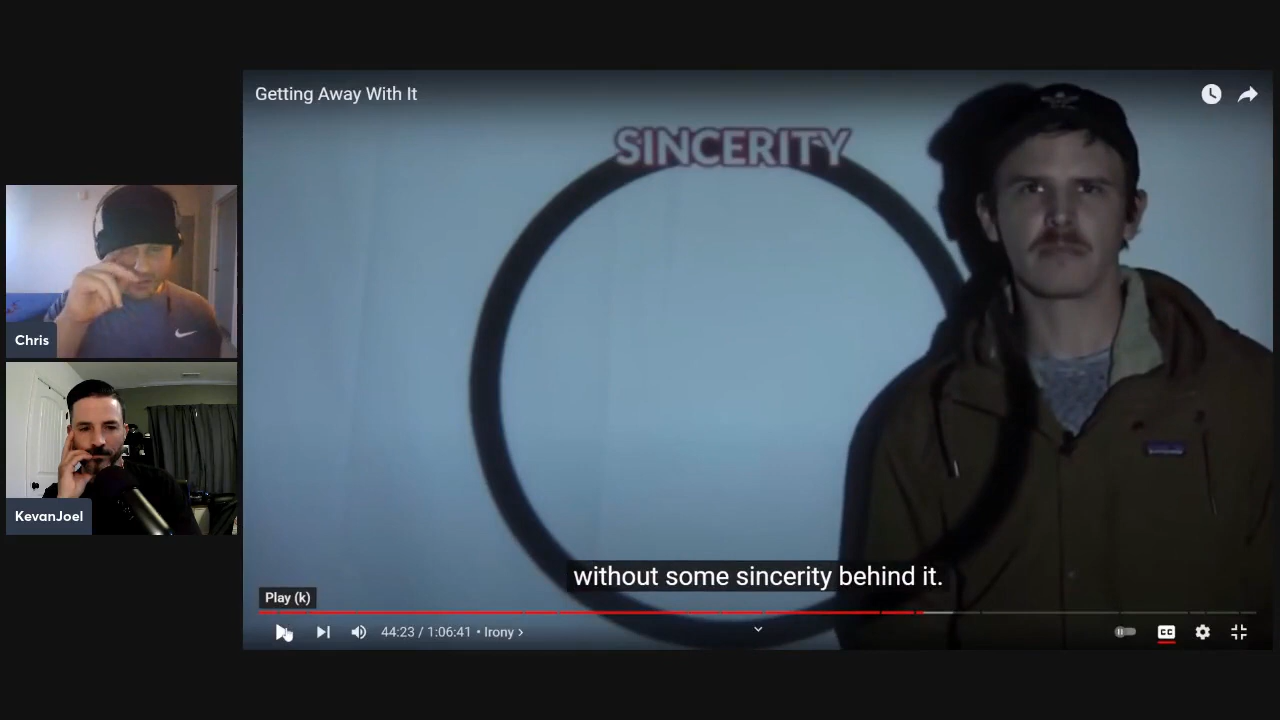 Getting Away With It
SINCERITY
Chris
KevanJoel
without some sincerity behind it.
Play (k)
44:23 / 1:06:41 • Irony >
CC